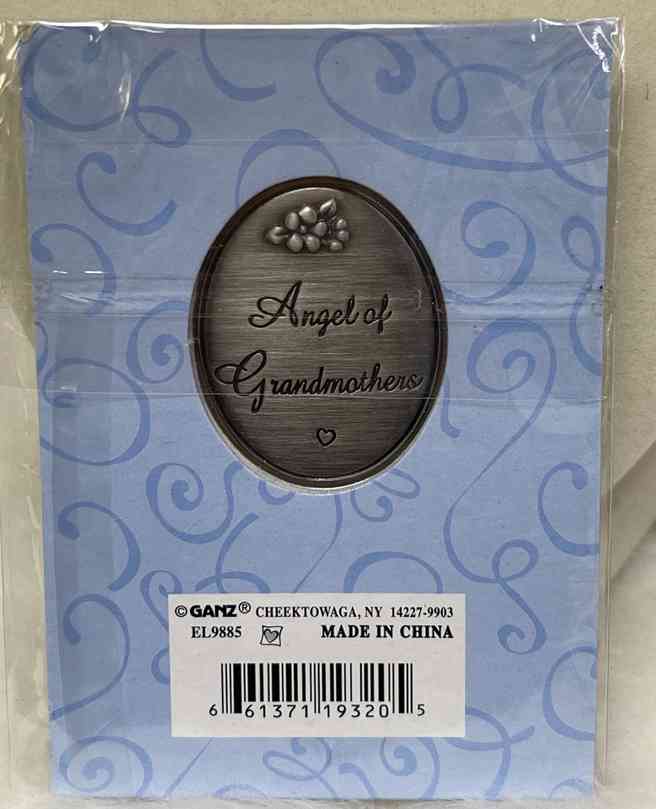 Angel of
Grandmothers
© GANZ® CHEEKTOWAGA, NY 14227-9903
EL9885 MADE IN CHINA
6 61371 19320 5